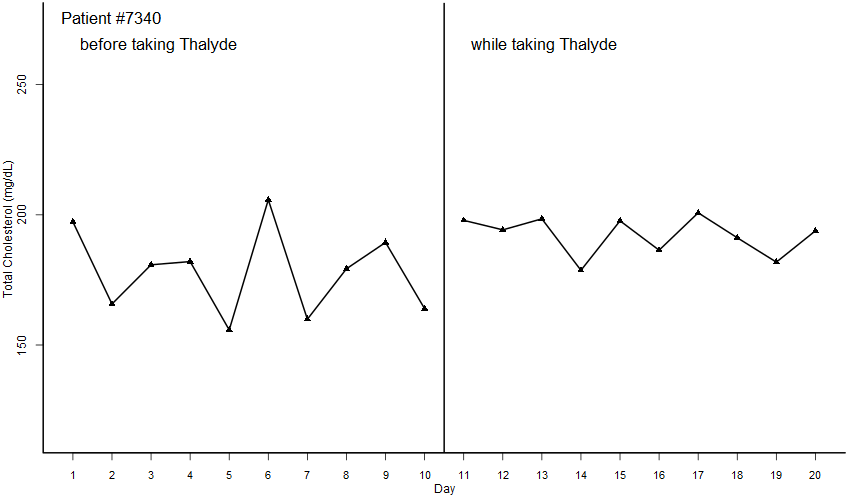 Patient #7340
before taking Thalyde
while taking Thalyde
250
200
150
Total Cholesterol (mg/dL)
1 2 3 4 5 6 7 8 9 10 11 12 13 14 15 16 17 18 19 20
Day